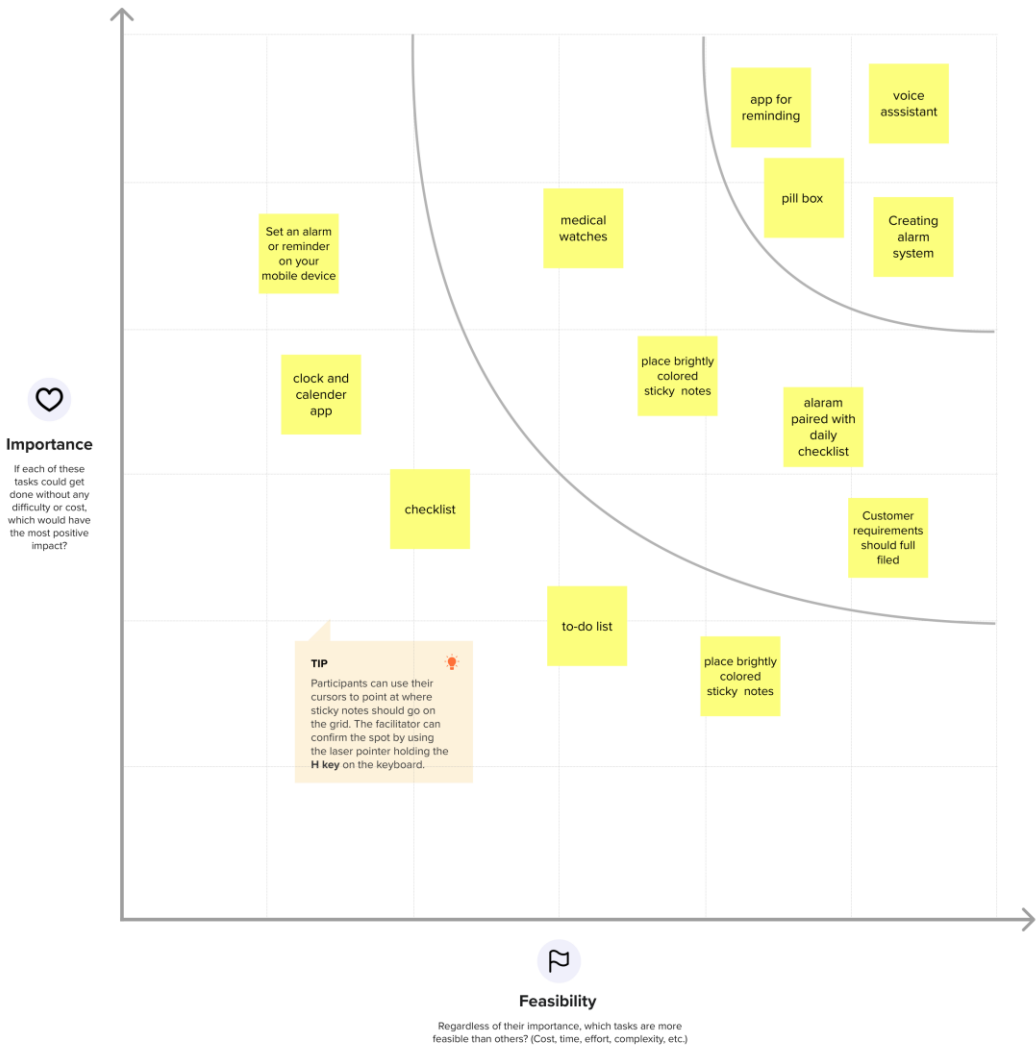 app for
reminding
voice
asssistant
pill box
Creating
alarm
system
medical
watches
Set an alarm
or reminder
on your
mobile device
place brightly
colored
sticky notes
clock and
calender
app
alaram
paired with
daily
checklist
Importance
If each of these
tasks could get
done without any
difficulty or cost,
which would have
the most positive
impact?
checklist
Customer
requirements
should full
filed
to-do list
place brightly
colored
sticky notes
TIP
Participants can use their
cursors to point at where
sticky notes should go on
the grid. The facilitator can
confirm the spot by using
the laser pointer holding the
H key on the keyboard.
Feasibility
Regardless of their importance, which tasks are more
feasible than others? (Cost, time, effort, complexity, etc.)